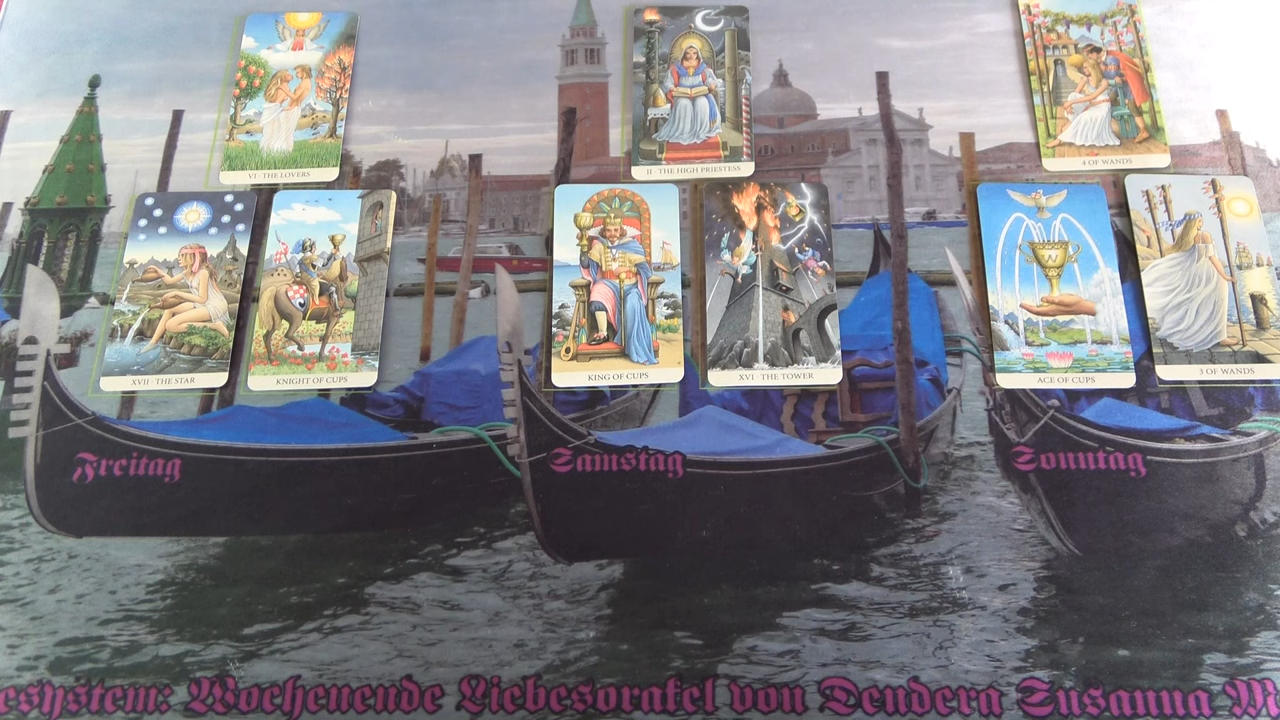 VI · THE LOVERS
II · THE HIGH PRIESTESS
4 OF WANDS
XVII · THE STAR
KNIGHT OF CUPS
KING OF CUPS
XVI · THE TOWER
ACE OF CUPS
3 OF WANDS
Freitag
Samstag
Sonntag
esystem: Wochenende Liebesorakel von Dendera Susanna M